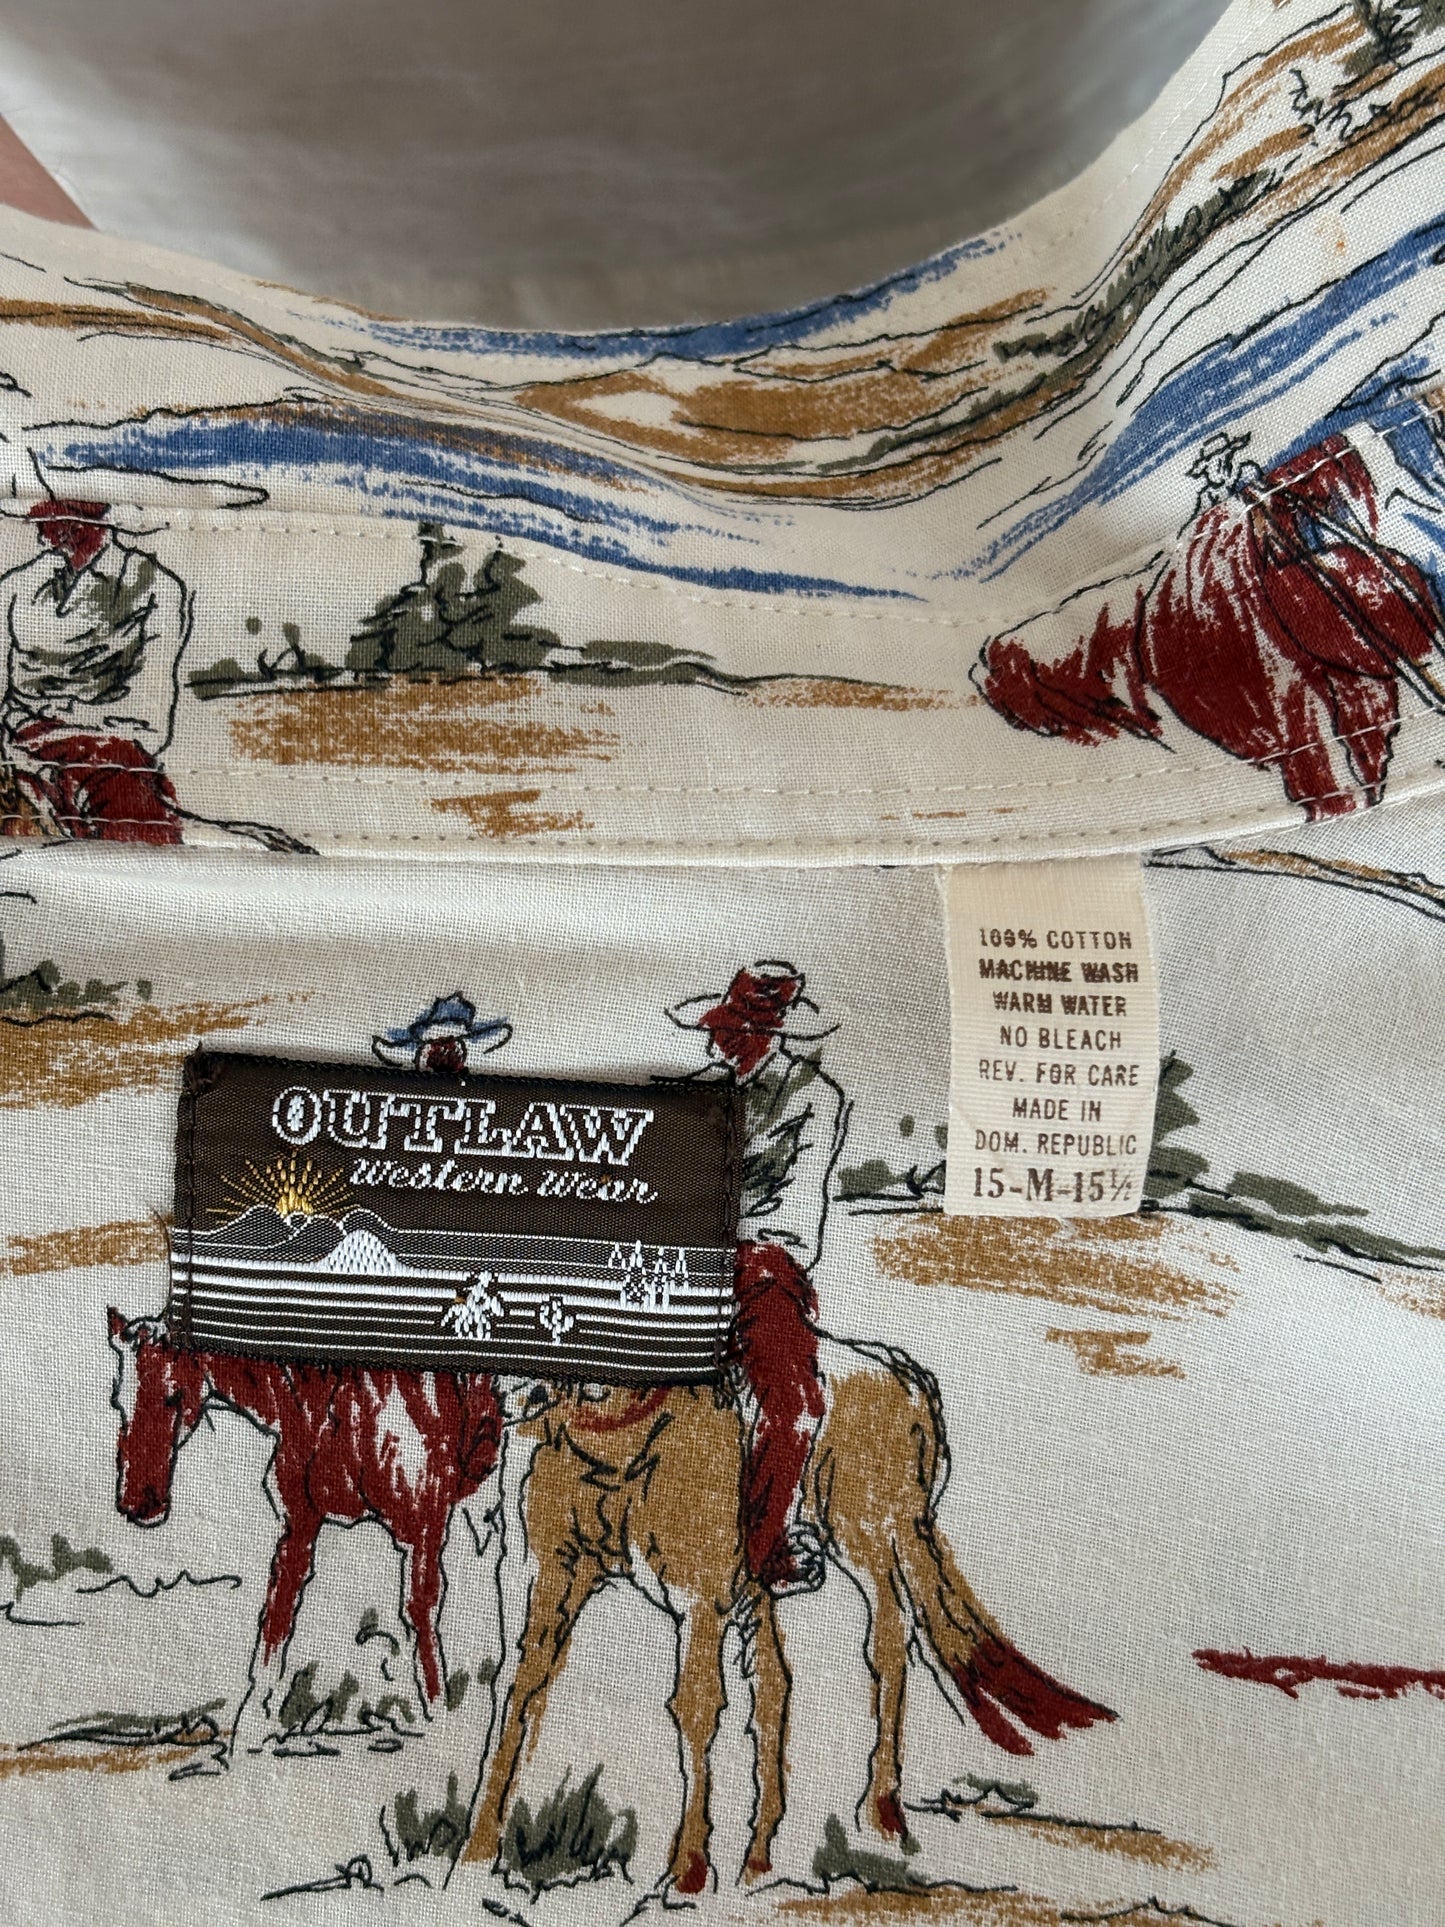 OUTLAW
Western Wear
100% COTTON
MACHINE WASH
WARM WATER
NO BLEACH
REV. FOR CARE
MADE IN
DOM. REPUBLIC
15-M-15½